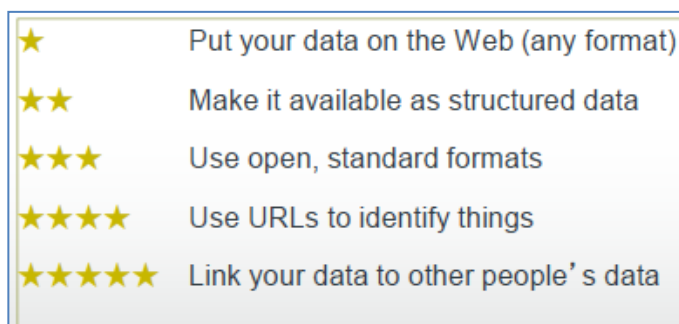 ★ Put your data on the Web (any format)
★★ Make it available as structured data
★★★ Use open, standard formats
★★★★ Use URLs to identify things
★★★★★ Link your data to other people’s data